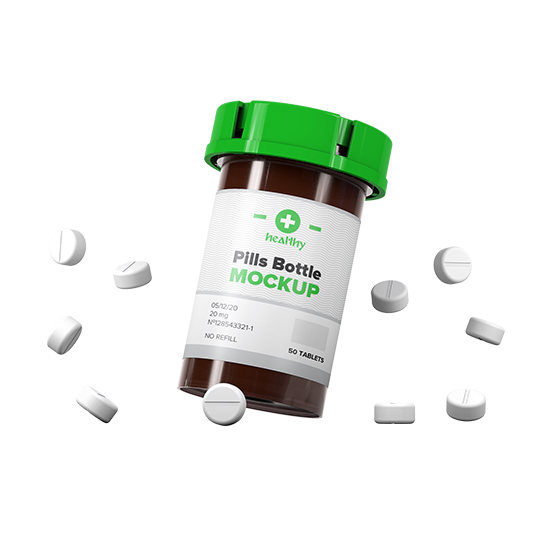 healthy
Pills Bottle
MOCKUP
05/12/20
20 mg
Nº128543321-1
NO REFILL
50 TABLETS